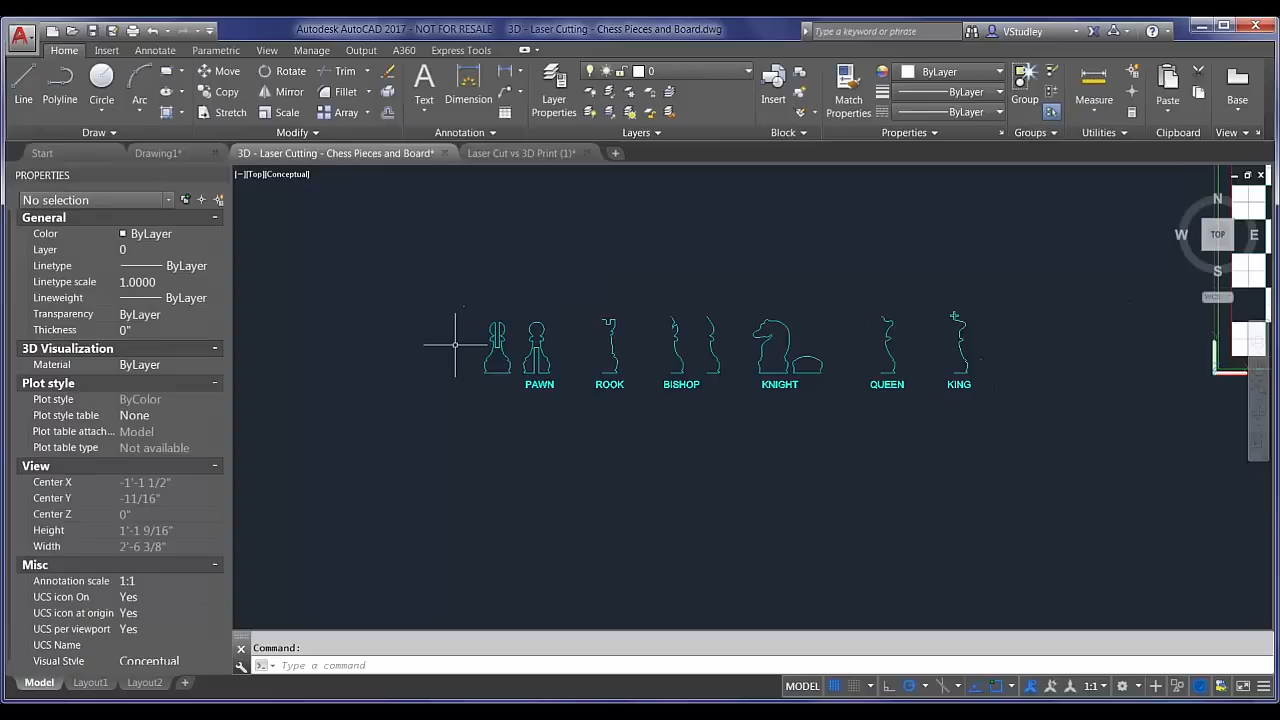 Autodesk AutoCAD 2017 - NOT FOR RESALE 3D - Laser Cutting - Chess Pieces and Board.dwg
Type a keyword or phrase
VStudley
Home Insert Annotate Parametric View Manage Output A360 Express Tools
Line Polyline Circle Arc
Move Rotate Trim
Copy Mirror Fillet
Stretch Scale Array
Text Dimension
Layer Properties
0
Insert
Match Properties
ByLayer
ByLayer
ByLayer
Group
Measure
Paste
Base
Draw Modify Annotation Layers Block Properties Groups Utilities Clipboard View
Start Drawing1* 3D - Laser Cutting - Chess Pieces and Board* Laser Cut vs 3D Print (1)*
PROPERTIES
[−][Top][Conceptual]
No selection
General
Color ByLayer
Layer 0
Linetype ByLayer
Linetype scale 1.0000
Lineweight ByLayer
Transparency ByLayer
Thickness 0"
3D Visualization
Material ByLayer
Plot style
Plot style ByColor
Plot style table None
Plot table attach... Model
Plot table type Not available
View
Center X -1'-1 1/2"
Center Y -11/16"
Center Z 0"
Height 1'-1 9/16"
Width 2'-6 3/8"
Misc
Annotation scale 1:1
UCS icon On Yes
UCS icon at origin Yes
UCS per viewport Yes
UCS Name
Visual Style Conceptual
N
W TOP E
S
WCS
PAWN ROOK BISHOP KNIGHT QUEEN KING
Command:
Type a command
Model Layout1 Layout2
MODEL 1:1